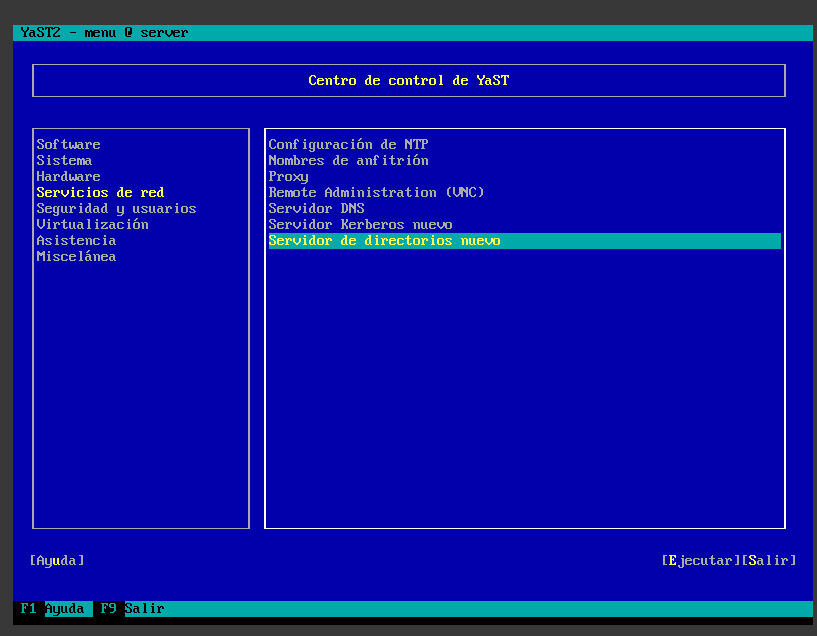 YaST2 - menu @ server
Centro de control de YaST
Software
Sistema
Hardware
Servicios de red
Seguridad y usuarios
Virtualización
Asistencia
Miscelánea
Configuración de NTP
Nombres de anfitrión
Proxy
Remote Administration (VNC)
Servidor DNS
Servidor Kerberos nuevo
Servidor de directorios nuevo
[Ayuda]
[Ejecutar][Salir]
F1 Ayuda F9 Salir